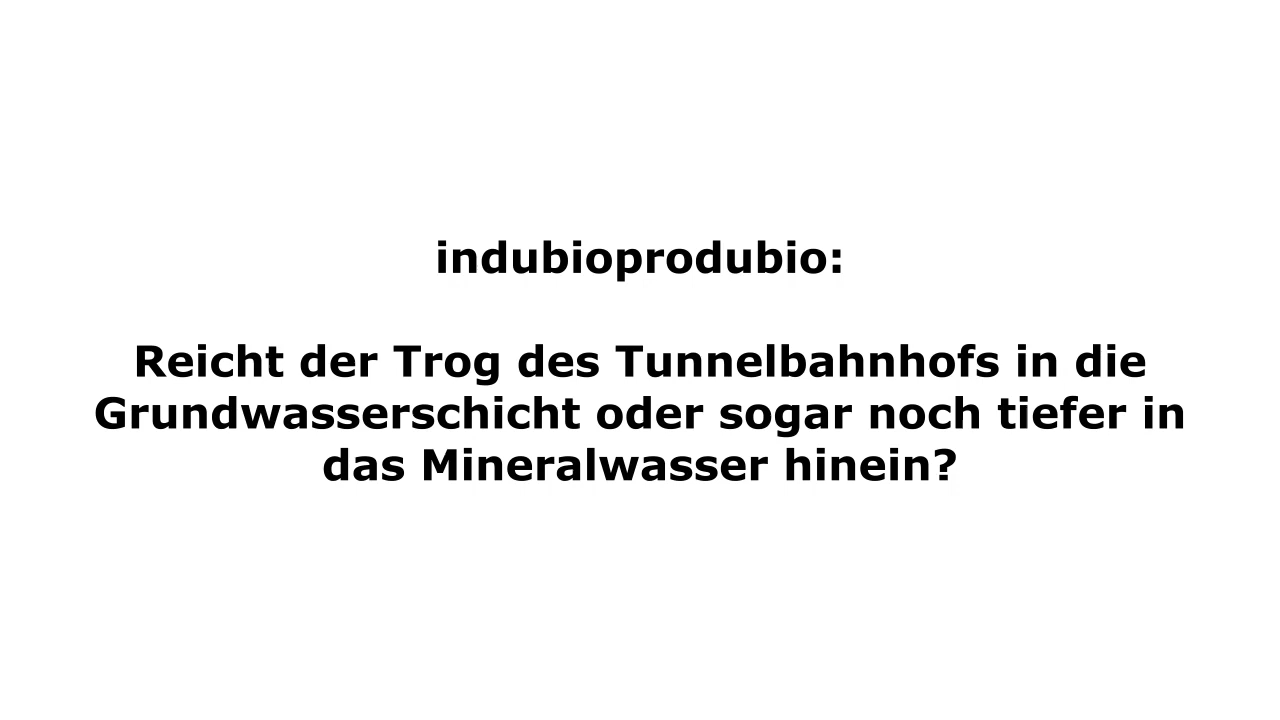 indubioprodubio:
Reicht der Trog des Tunnelbahnhofs in die
Grundwasserschicht oder sogar noch tiefer in
das Mineralwasser hinein?